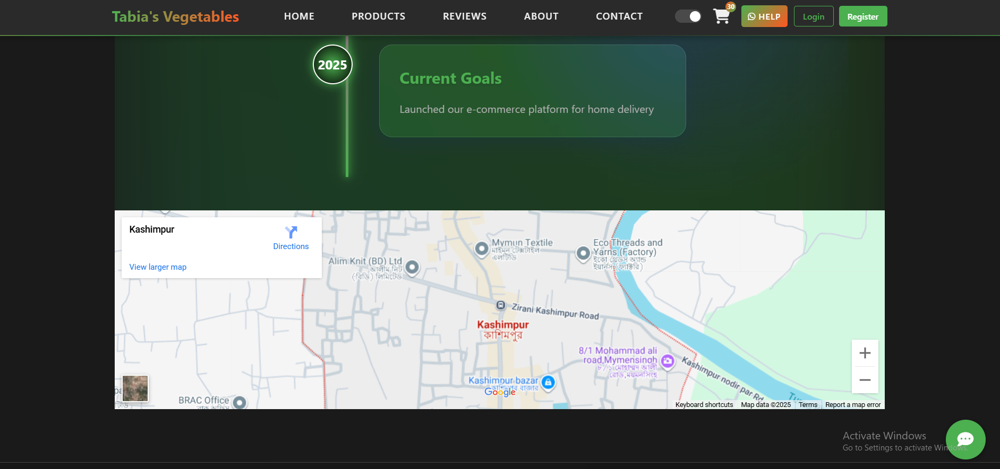 Tabia's Vegetables
HOME
PRODUCTS
REVIEWS
ABOUT
CONTACT
30
HELP
Login
Register
2025
Current Goals
Launched our e-commerce platform for home delivery
Kashimpur
Directions
View larger map
Mymun Textile
মাইমন টেক্সটাইল
এলাটিডি
Eco Threads and
Yarns (Factory)
ইকো থ্রেডস অ্যান্ড
ইয়ার্নস (ফ্যাক্টরি)
Alim Knit (BD) Ltd
আলীম নিট
(বিডি) লিমিটেড
Zirani Kashimpur Road
Kashimpur
কাশিমপুর
8/1 Mohammad ali
road,Mymensingh
৮/১ মোহাম্মদ আলী
রোড,ময়মনসিংহ
Kashimpur nodir par Rd
Kashimpur bazar
কাশিমপুর বাজার
Google
BRAC Office
Keyboard shortcuts
Map data ©2025
Terms
Report a map error
Activate Windows
Go to Settings to activate Windows.